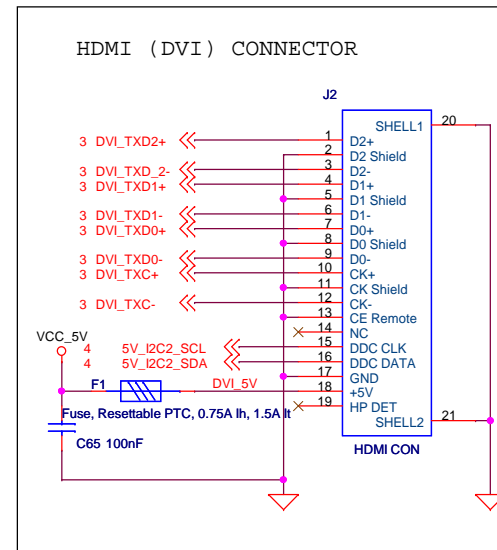 HDMI (DVI) CONNECTOR
J2
SHELL1 20
3 DVI_TXD2+ 1 D2+
2 D2 Shield
3 DVI_TXD_2- 3 D2-
3 DVI_TXD1+ 4 D1+
5 D1 Shield
3 DVI_TXD1- 6 D1-
3 DVI_TXD0+ 7 D0+
8 D0 Shield
3 DVI_TXD0- 9 D0-
3 DVI_TXC+ 10 CK+
11 CK Shield
3 DVI_TXC- 12 CK-
13 CE Remote
VCC_5V 14 NC
4 5V_I2C2_SCL 15 DDC CLK
4 5V_I2C2_SDA 16 DDC DATA
17 GND
F1 DVI_5V 18 +5V
19 HP DET
Fuse, Resettable PTC, 0.75A Ih, 1.5A It
SHELL2 21
C65 100nF
HDMI CON